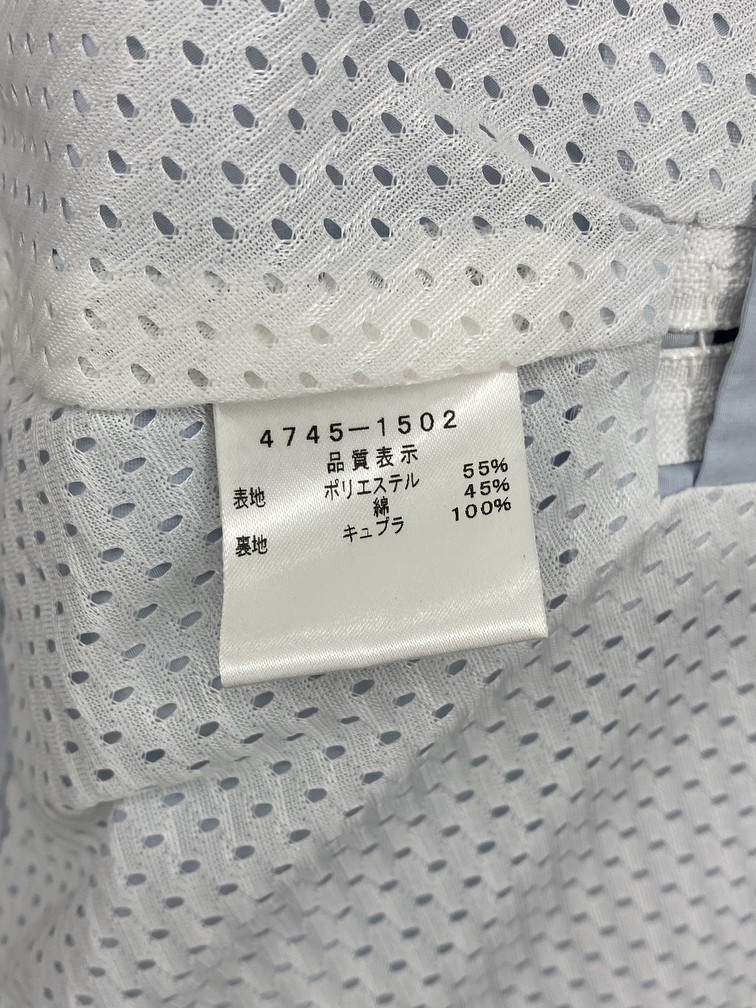 4745-1502
品質表示
表地 ポリエステル 55%
綿 45%
裏地 キュプラ 100%